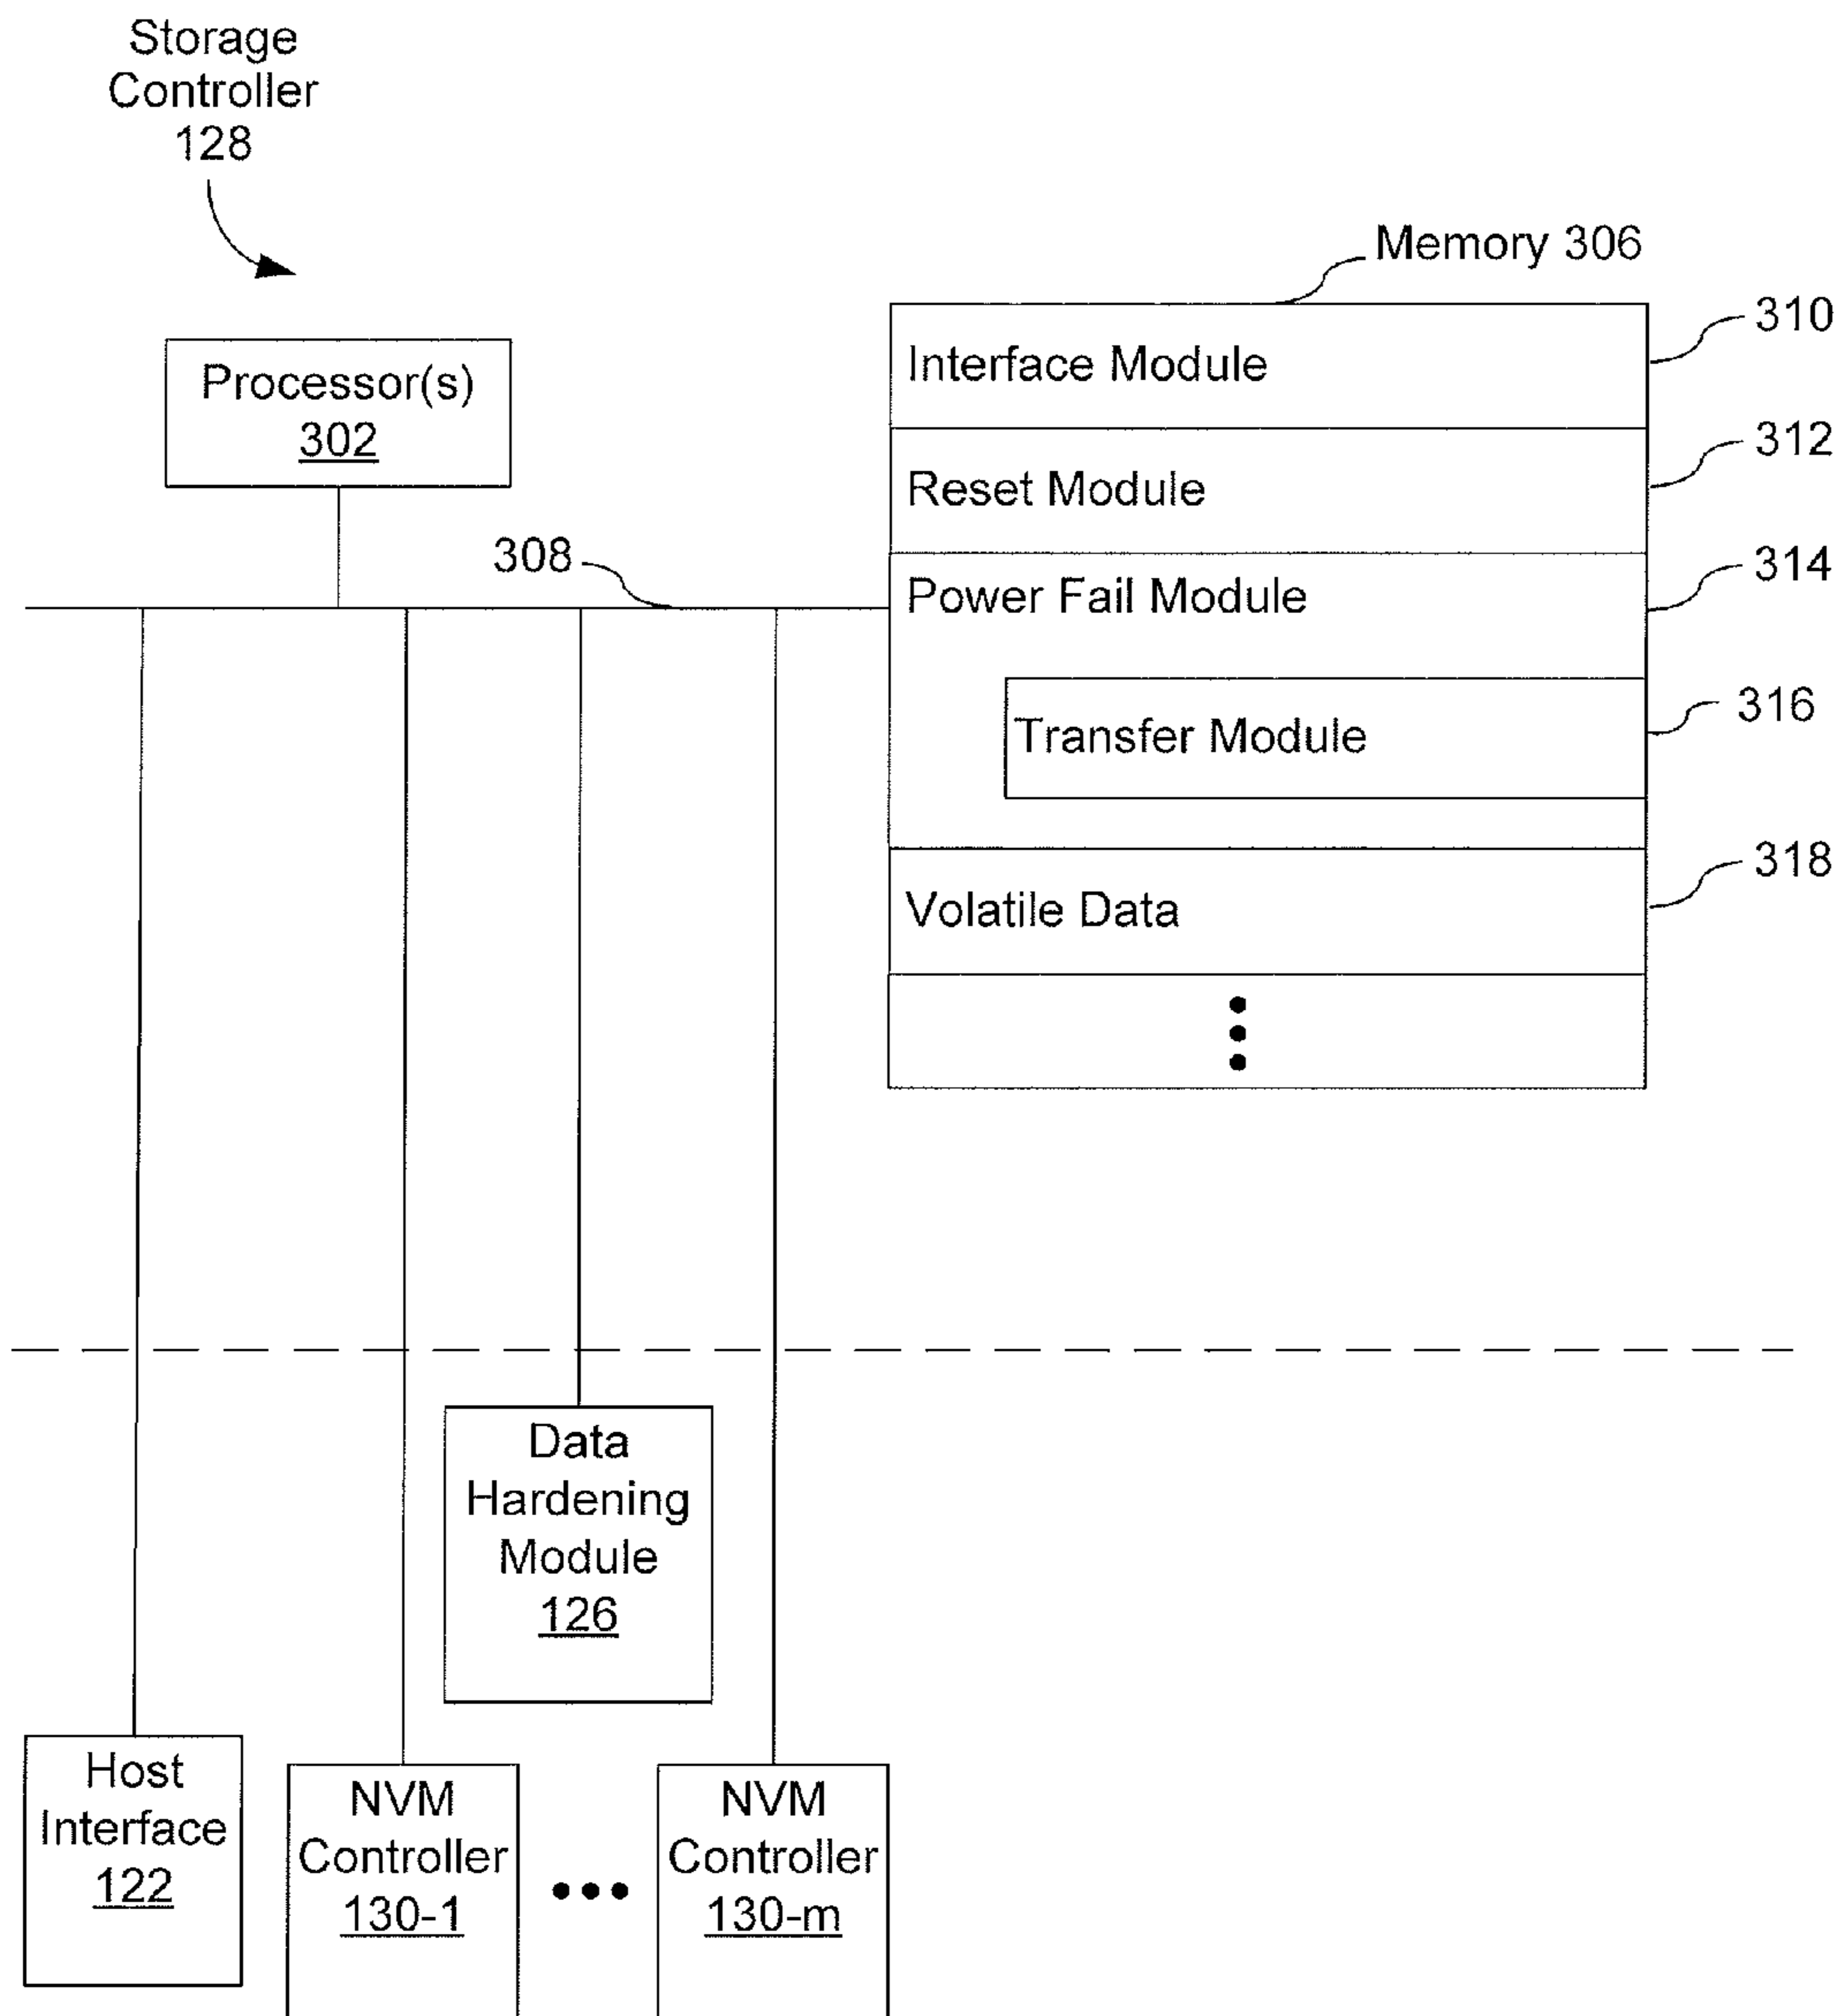 Storage
Controller
128
Memory 306
310
Interface Module
Processor(s)
302
312
Reset Module
308
314
Power Fail Module
316
Transfer Module
318
Volatile Data
Data
Hardening
Module
126
Host
Interface
122
NVM
Controller
130-1
NVM
Controller
130-m